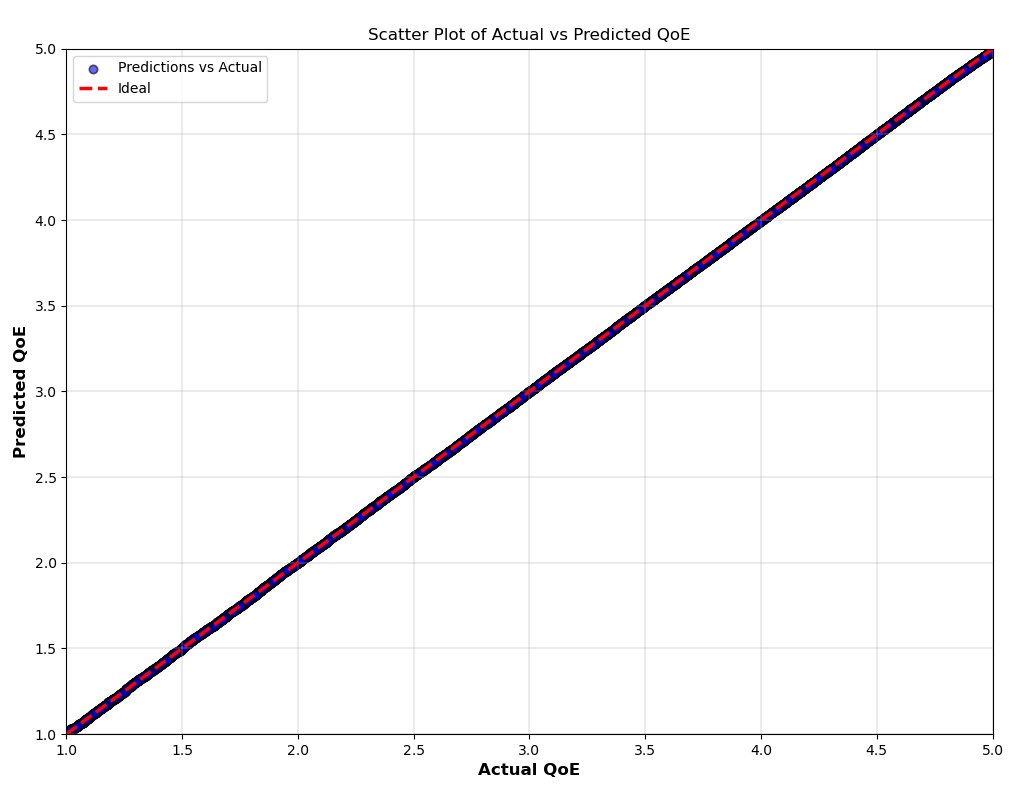 Scatter Plot of Actual vs Predicted QoE
Predictions vs Actual
Ideal
5.0
4.5
4.0
3.5
3.0
2.5
2.0
1.5
1.0
Predicted QoE
1.0 1.5 2.0 2.5 3.0 3.5 4.0 4.5 5.0
Actual QoE